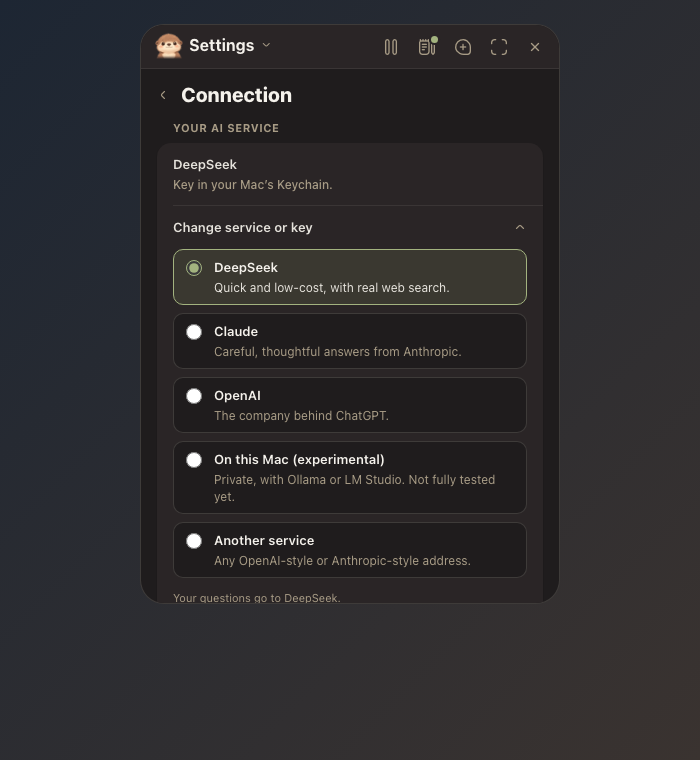 Settings
Connection
YOUR AI SERVICE
DeepSeek
Key in your Mac’s Keychain.
Change service or key
DeepSeek
Quick and low-cost, with real web search.
Claude
Careful, thoughtful answers from Anthropic.
OpenAI
The company behind ChatGPT.
On this Mac (experimental)
Private, with Ollama or LM Studio. Not fully tested
yet.
Another service
Any OpenAI-style or Anthropic-style address.
Your questions go to DeepSeek.